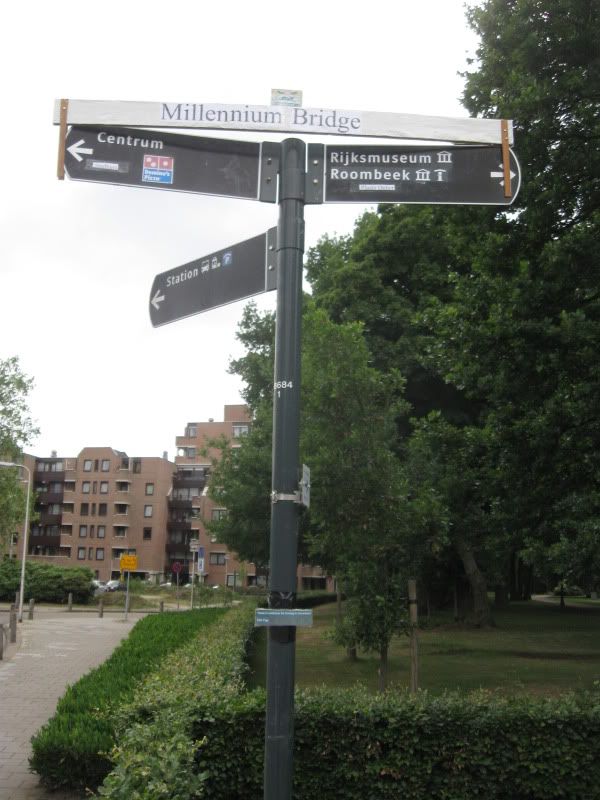 Millennium Bridge
Centrum
Domino's
Pizza
Rijksmuseum
Roombeek
Station
8684
1